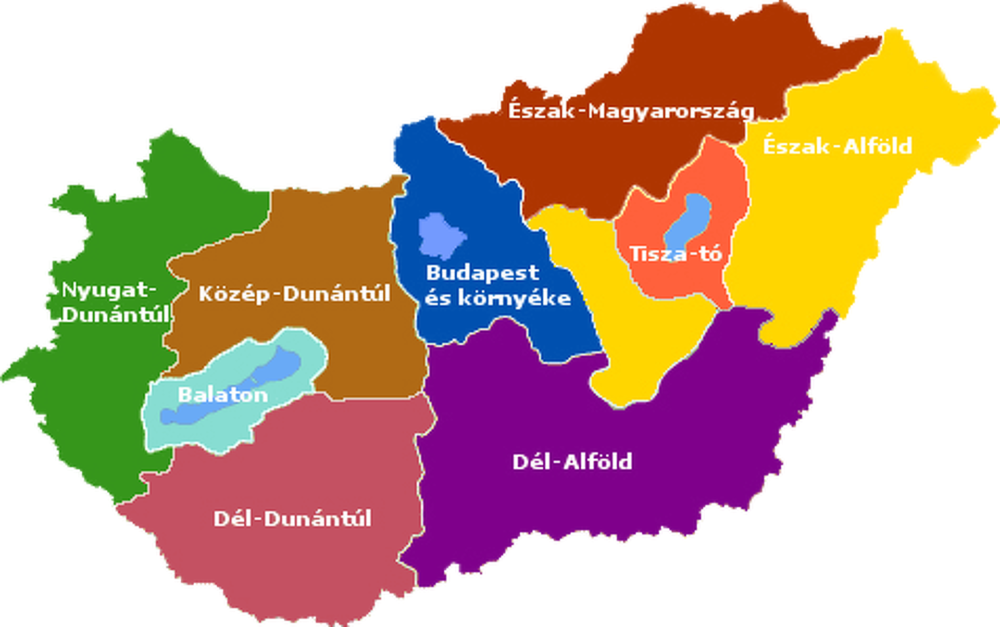 Észak-Magyarország
Észak-Alföld
Tisza-tó
Budapest
és környéke
Nyugat-
Dunántúl
Közép-Dunántúl
Balaton
Dél-Alföld
Dél-Dunántúl